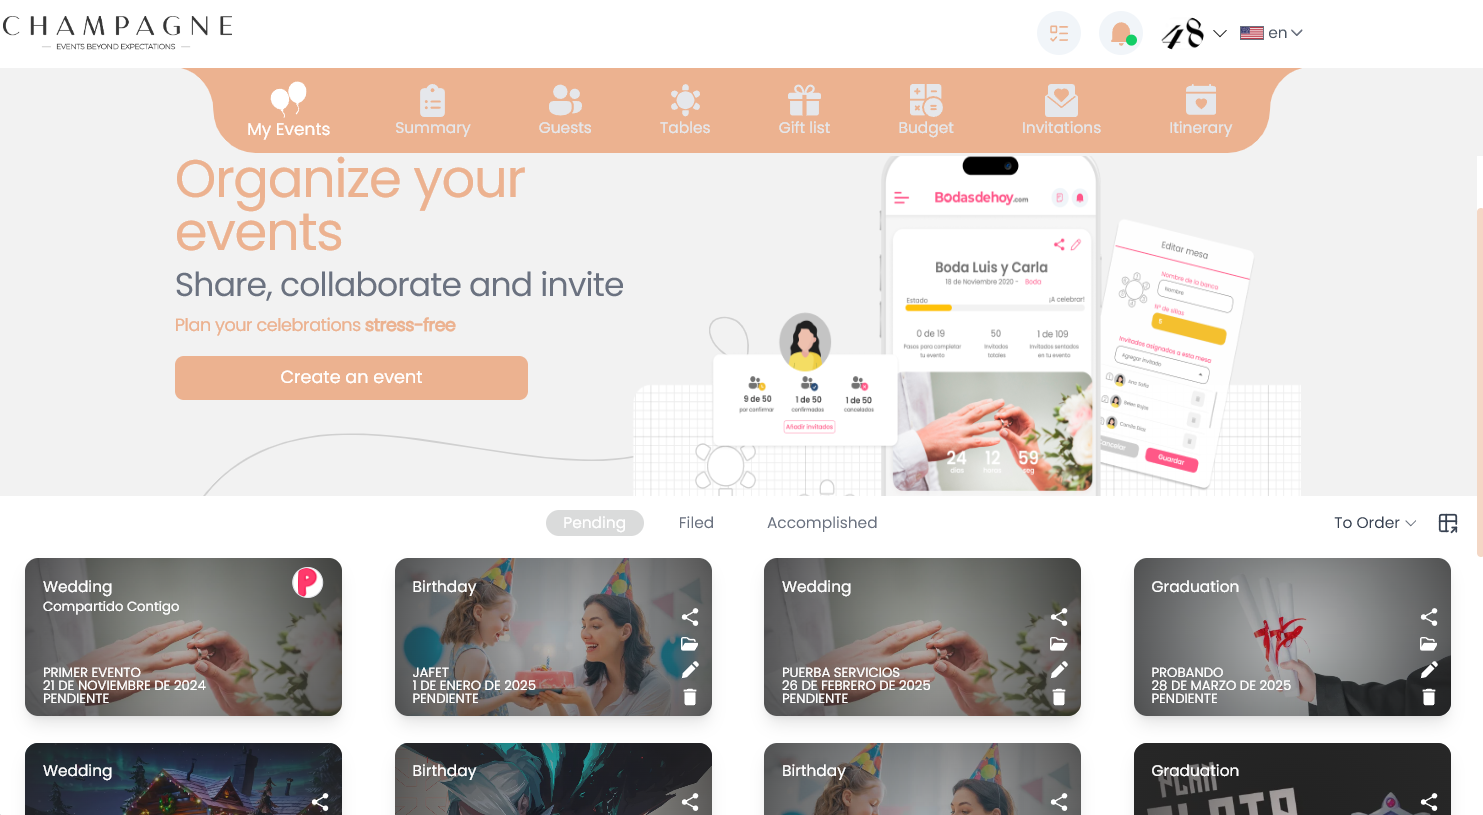 CHAMPAGNE
EVENTS BEYOND EXPECTATIONS
48
en
My Events
Summary
Guests
Tables
Gift list
Budget
Invitations
Itinerary
Organize your
events
Share, collaborate and invite
Plan your celebrations stress-free
Create an event
Bodasdehoy.com
Boda Luis y Carla
18 de Noviembre 2020 - Boda
Estado
¡A celebrar!
0 de 19
Pasos para completar
tu evento
50
Invitados
totales
1 de 109
Invitados sentados
en tu evento
24
días
12
59
seg
9 de 50
por confirmar
1 de 50
confirmados
1 de 50
cancelados
Añadir invitados
Editar mesa
Nombre de la banca
Nombre
Nº de sillas
Invitados asignados a esta mesa
Agregar invitado
Cancelar
Guardar
Pending
Filed
Accomplished
To Order
Wedding
Compartido Contigo
P
PRIMER EVENTO
21 DE NOVIEMBRE DE 2024
PENDIENTE
Birthday
JAFET
1 DE ENERO DE 2025
PENDIENTE
Wedding
PUERBA SERVICIOS
26 DE FEBRERO DE 2025
PENDIENTE
Graduation
PROBANDO
28 DE MARZO DE 2025
PENDIENTE
Wedding
Birthday
Birthday
Graduation
PLAN